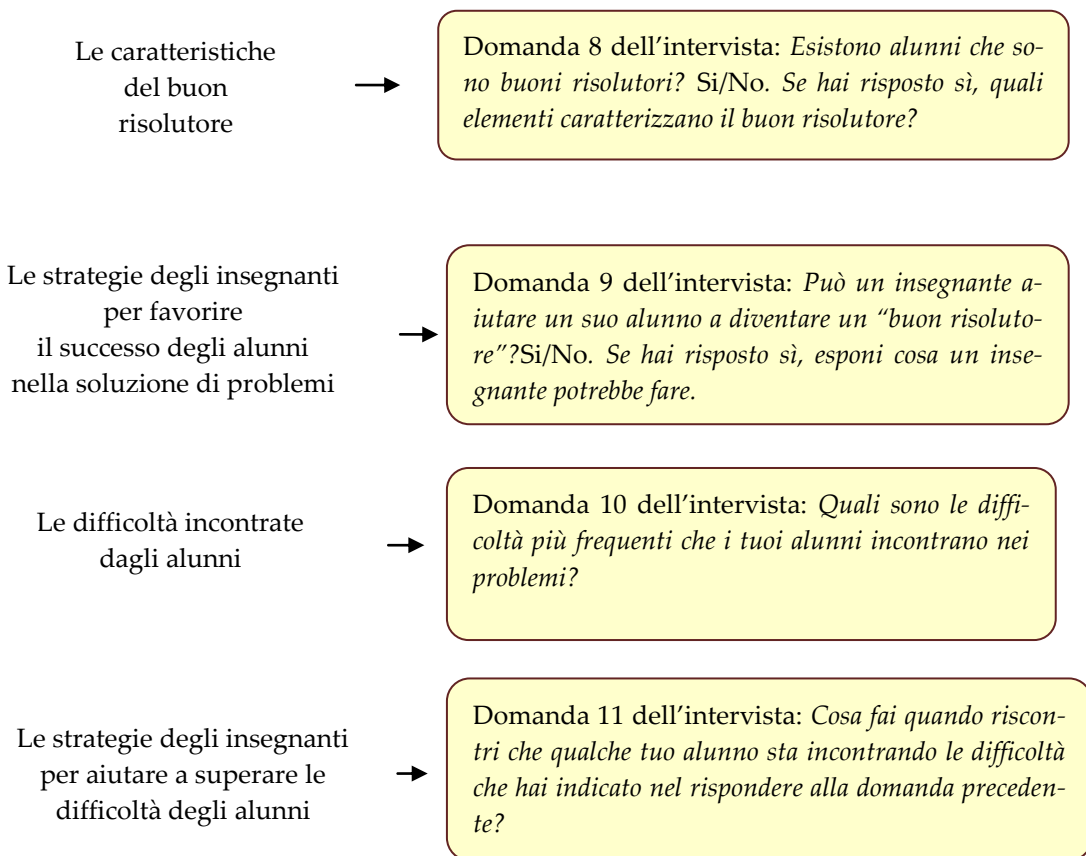 Le caratteristiche
del buon
risolutore
Domanda 8 dell'intervista: Esistono alunni che so-
no buoni risolutori? Si/No. Se hai risposto sì, quali
elementi caratterizzano il buon risolutore?
Le strategie degli insegnanti
per favorire
il successo degli alunni
nella soluzione di problemi
Domanda 9 dell'intervista: Può un insegnante a-
iutare un suo alunno a diventare un “buon risoluto-
re”?Si/No. Se hai risposto sì, esponi cosa un inse-
gnante potrebbe fare.
Le difficoltà incontrate
dagli alunni
Domanda 10 dell'intervista: Quali sono le diffi-
coltà più frequenti che i tuoi alunni incontrano nei
problemi?
Le strategie degli insegnanti
per aiutare a superare le
difficoltà degli alunni
Domanda 11 dell'intervista: Cosa fai quando riscon-
tri che qualche tuo alunno sta incontrando le difficoltà
che hai indicato nel rispondere alla domanda preceden-
te?